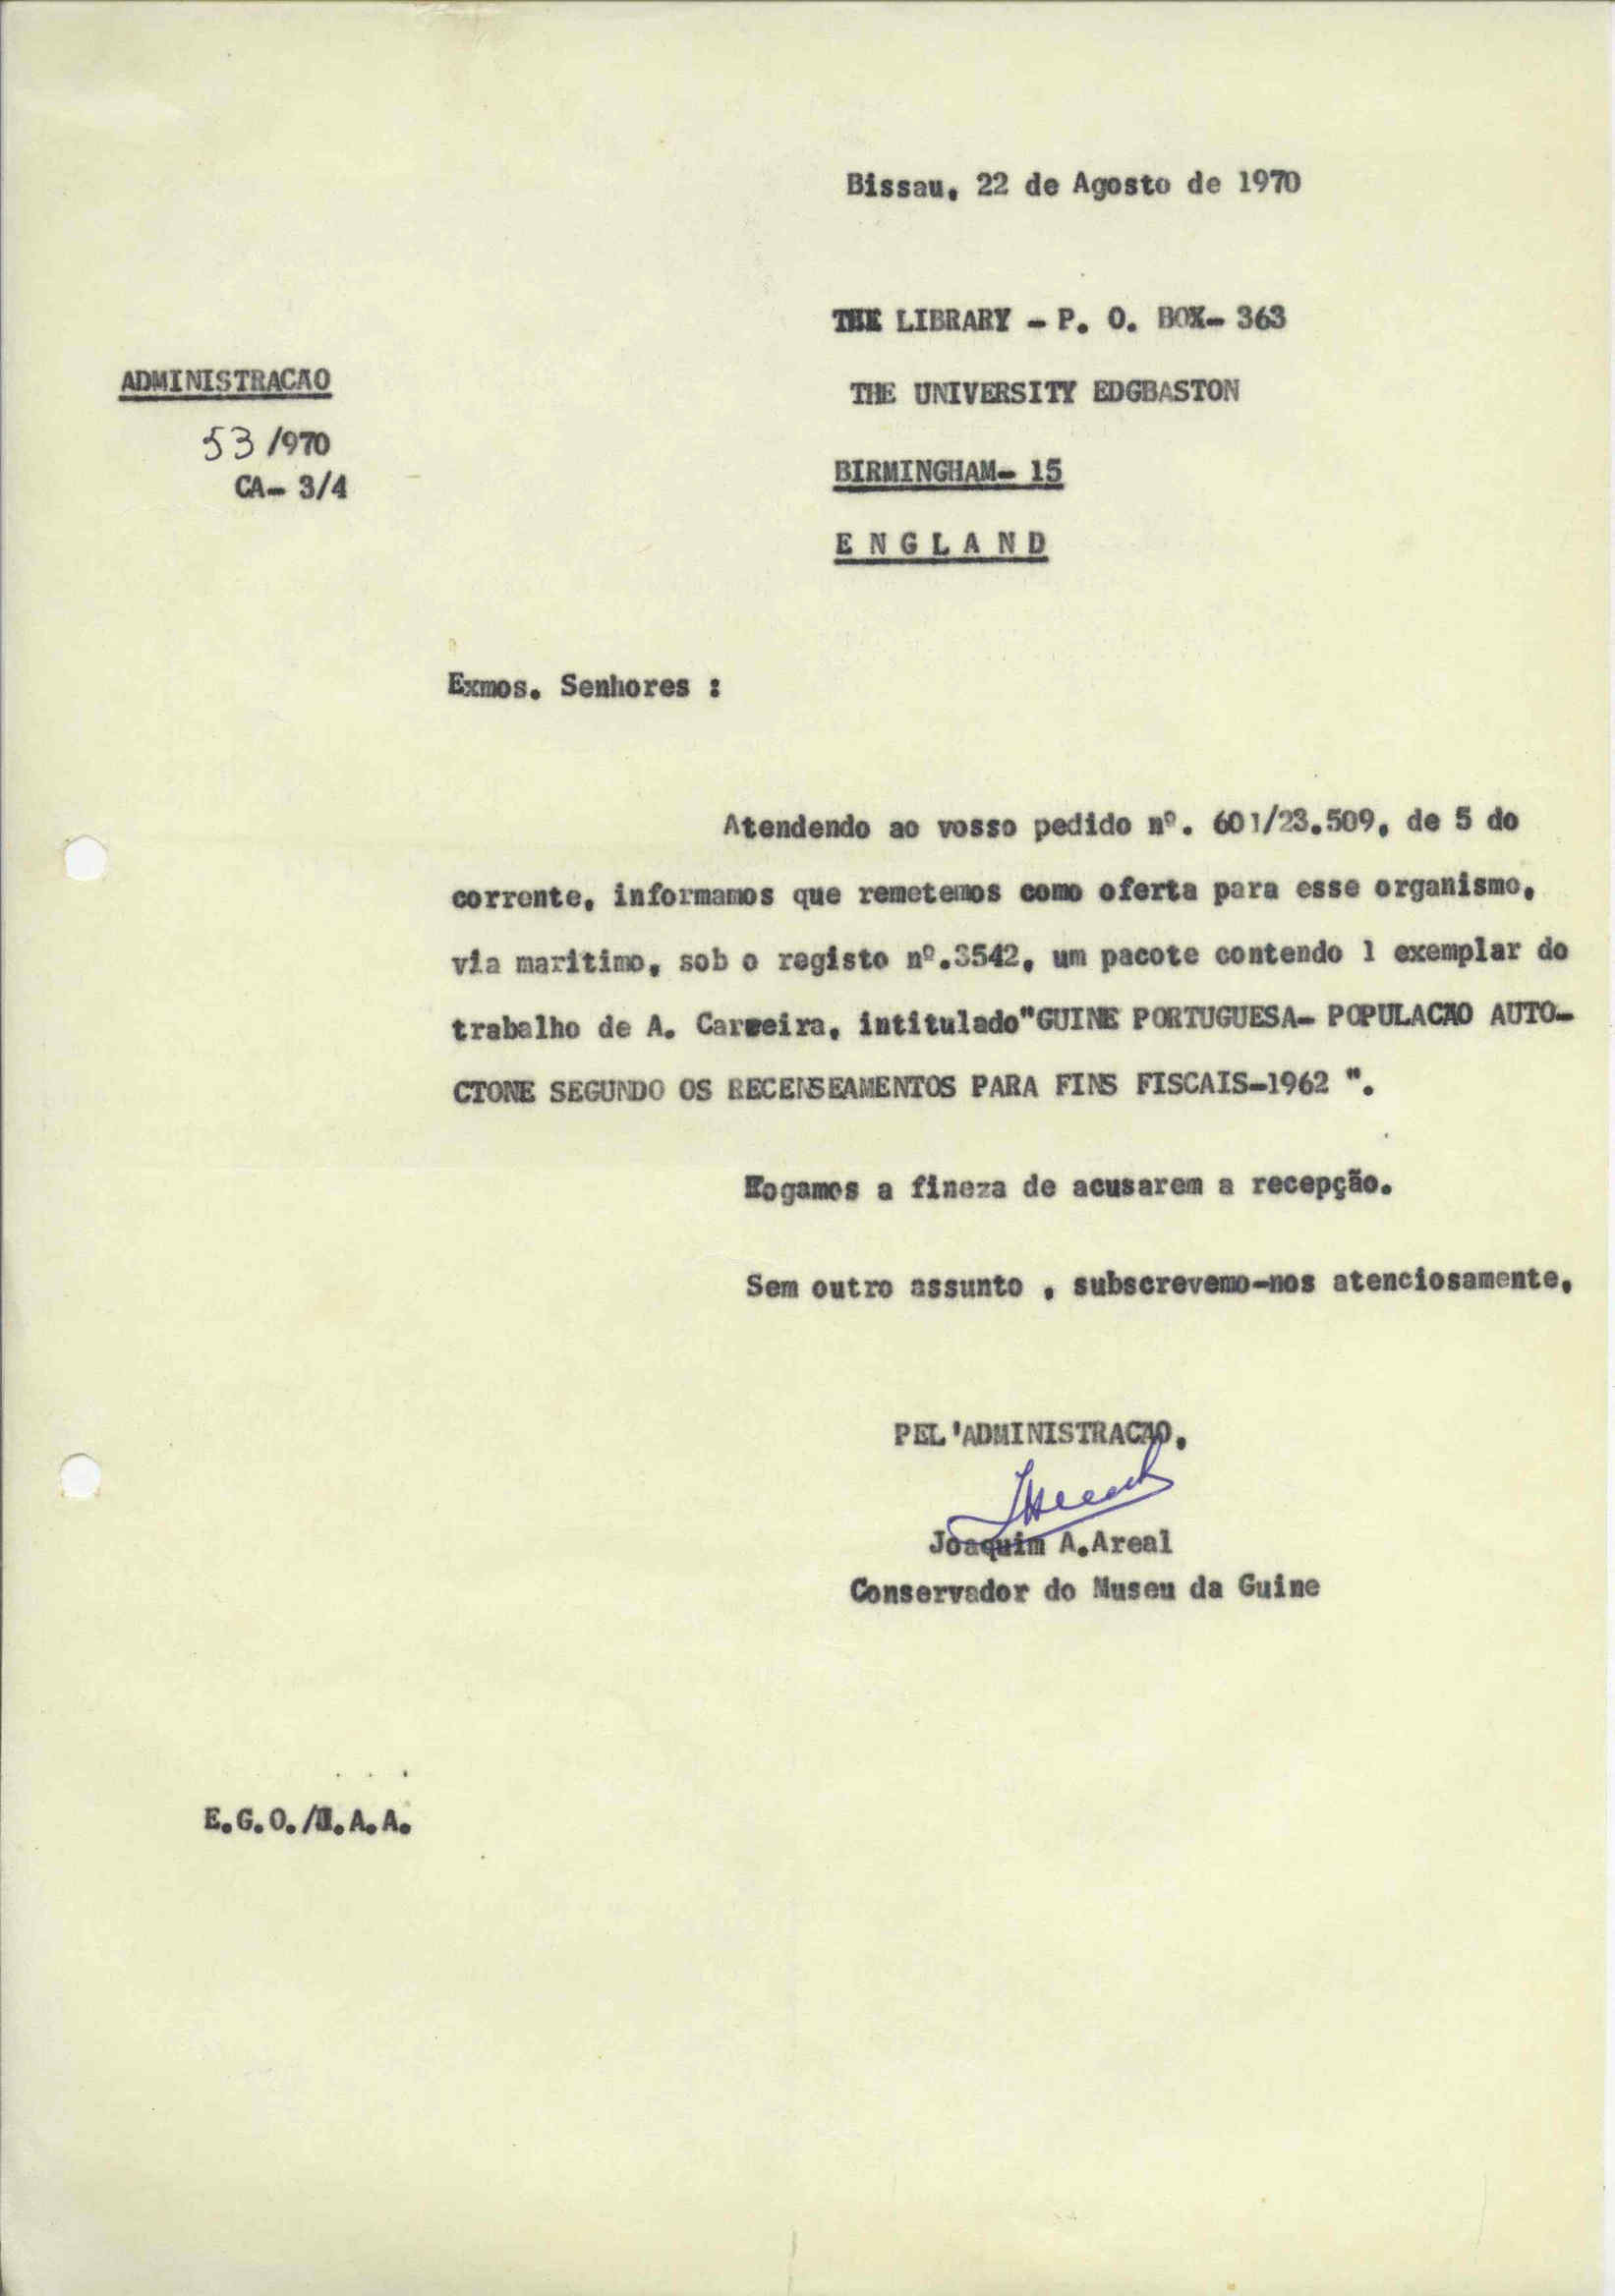 Bissau, 22 de Agosto de 1970
THE LIBRARY - P. O. BOX- 363
ADMINISTRACAO
THE UNIVERSITY EDGBASTON
53 /970
BIRMINGHAM- 15
CA- 3/4
E N G L A N D
Exmos. Senhores :
Atendendo ao vosso pedido nº. 601/23.509, de 5 do
corrente, informamos que remetemos como oferta para esse organismo,
via maritimo, sob o registo nº.3542, um pacote contendo 1 exemplar do
trabalho de A. Carreira, intitulado"GUINE PORTUGUESA- POPULACAO AUTO-
CTONE SEGUNDO OS RECENSEAMENTOS PARA FINS FISCAIS-1962 ".
Rogamos a fineza de acusarem a recepção.
Sem outro assunto , subscrevemo-nos atenciosamente,
PEL'ADMINISTRACAO,
Joaquim A.Areal
Conservador do Museu da Guine
E.G.O./J.A.A.